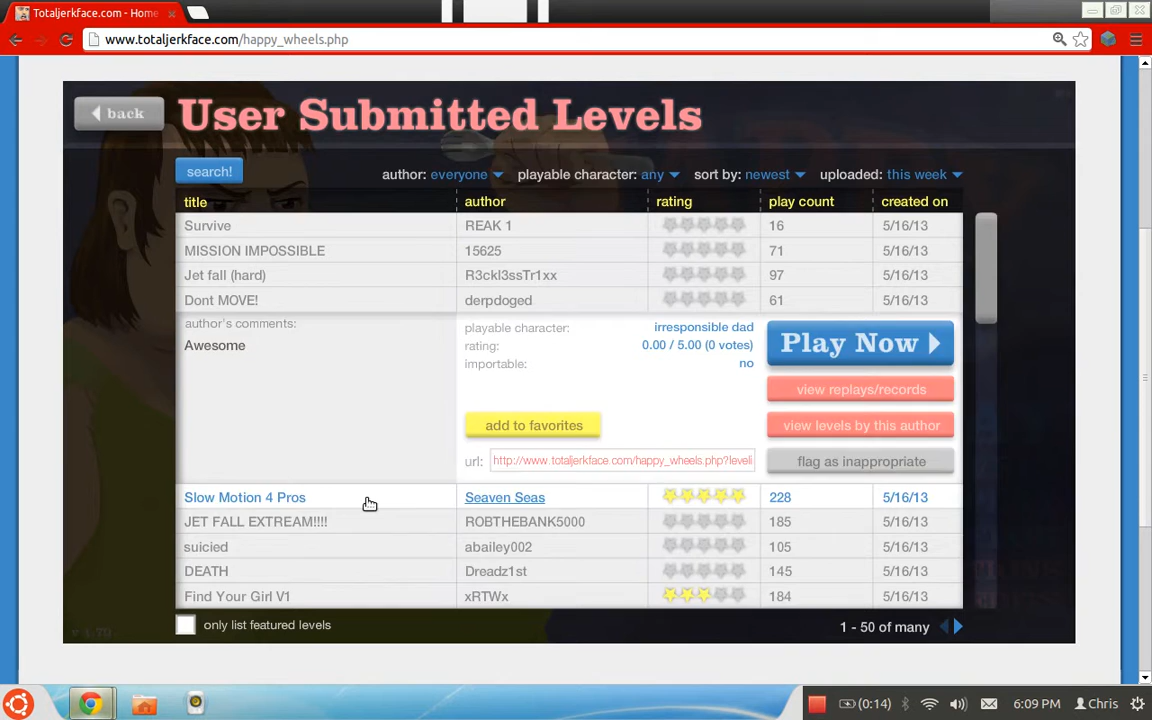 Totaljerkface.com - Home
www.totaljerkface.com/happy_wheels.php
back
User Submitted Levels
search!
author: everyone playable character: any sort by: newest uploaded: this week
title author rating play count created on
Survive REAK 1 16 5/16/13
MISSION IMPOSSIBLE 15625 71 5/16/13
Jet fall (hard) R3ckl3ssTr1xx 97 5/16/13
Dont MOVE! derpdoged 61 5/16/13
author's comments:
Awesome
playable character: irresponsible dad
rating: 0.00 / 5.00 (0 votes)
importable: no
Play Now
view replays/records
add to favorites
view levels by this author
url: http://www.totaljerkface.com/happy_wheels.php?leveli
flag as inappropriate
Slow Motion 4 Pros Seaven Seas 228 5/16/13
JET FALL EXTREAM!!!! ROBTHEBANK5000 185 5/16/13
suicied abailey002 105 5/16/13
DEATH Dreadz1st 145 5/16/13
Find Your Girl V1 xRTWx 184 5/16/13
only list featured levels
1 - 50 of many
(0:14) 6:09 PM Chris